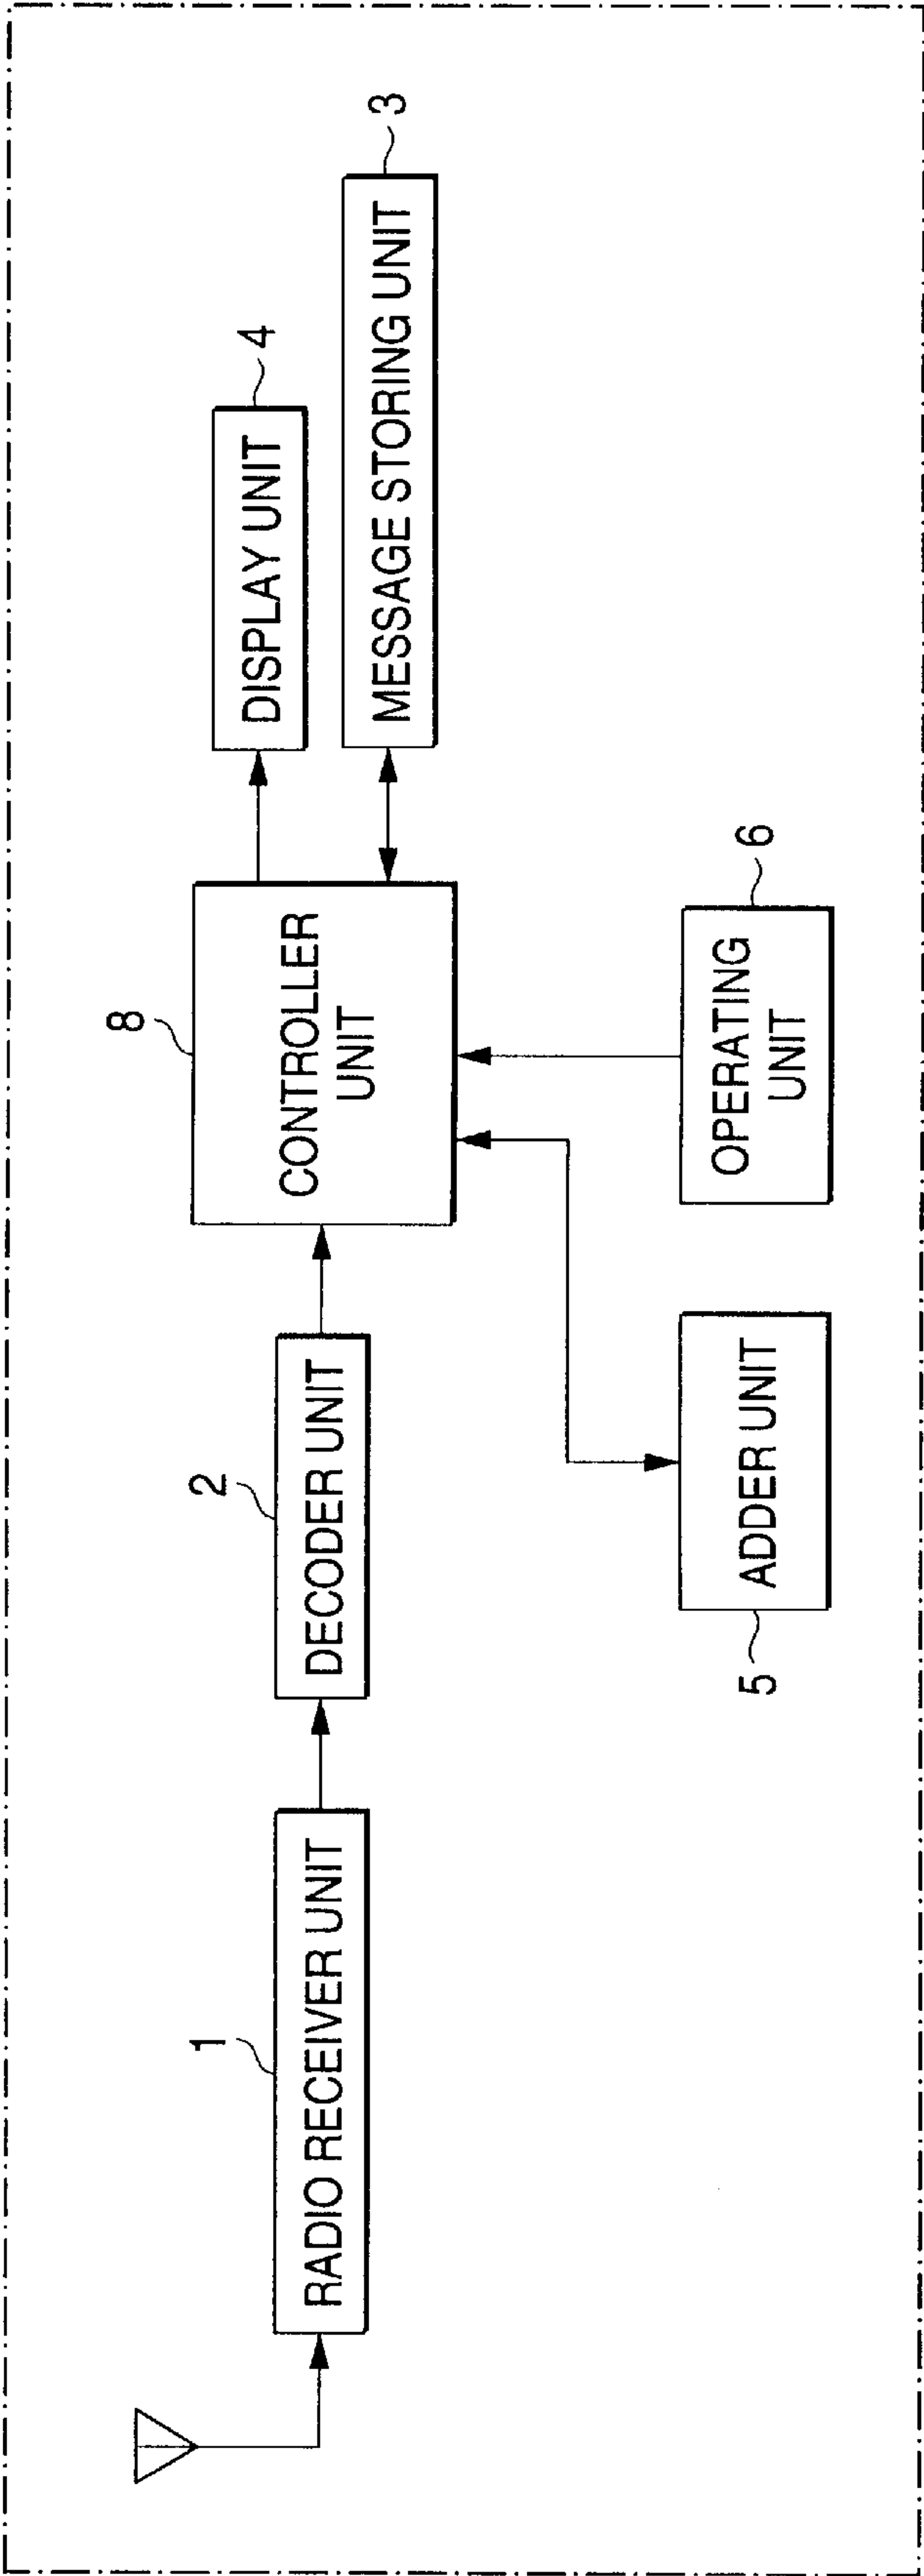 1
RADIO RECEIVER UNIT
2
DECODER UNIT
8
CONTROLLER
UNIT
DISPLAY UNIT
4
MESSAGE STORING UNIT
3
5
ADDER UNIT
OPERATING
UNIT
6